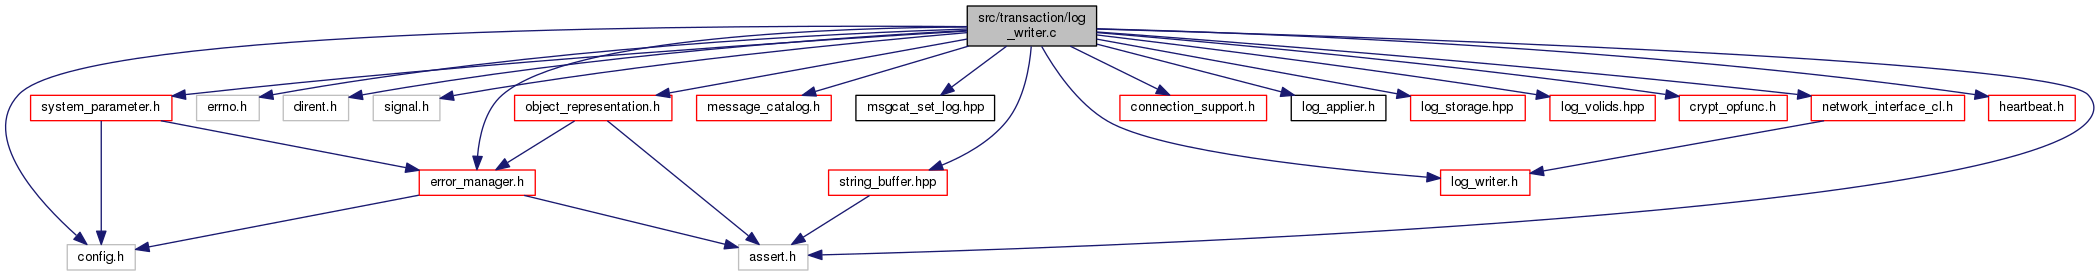 src/transaction/log
_writer.c
system_parameter.h
errno.h
dirent.h
signal.h
object_representation.h
message_catalog.h
msgcat_set_log.hpp
connection_support.h
log_applier.h
log_storage.hpp
log_volids.hpp
crypt_opfunc.h
network_interface_cl.h
heartbeat.h
error_manager.h
string_buffer.hpp
log_writer.h
config.h
assert.h